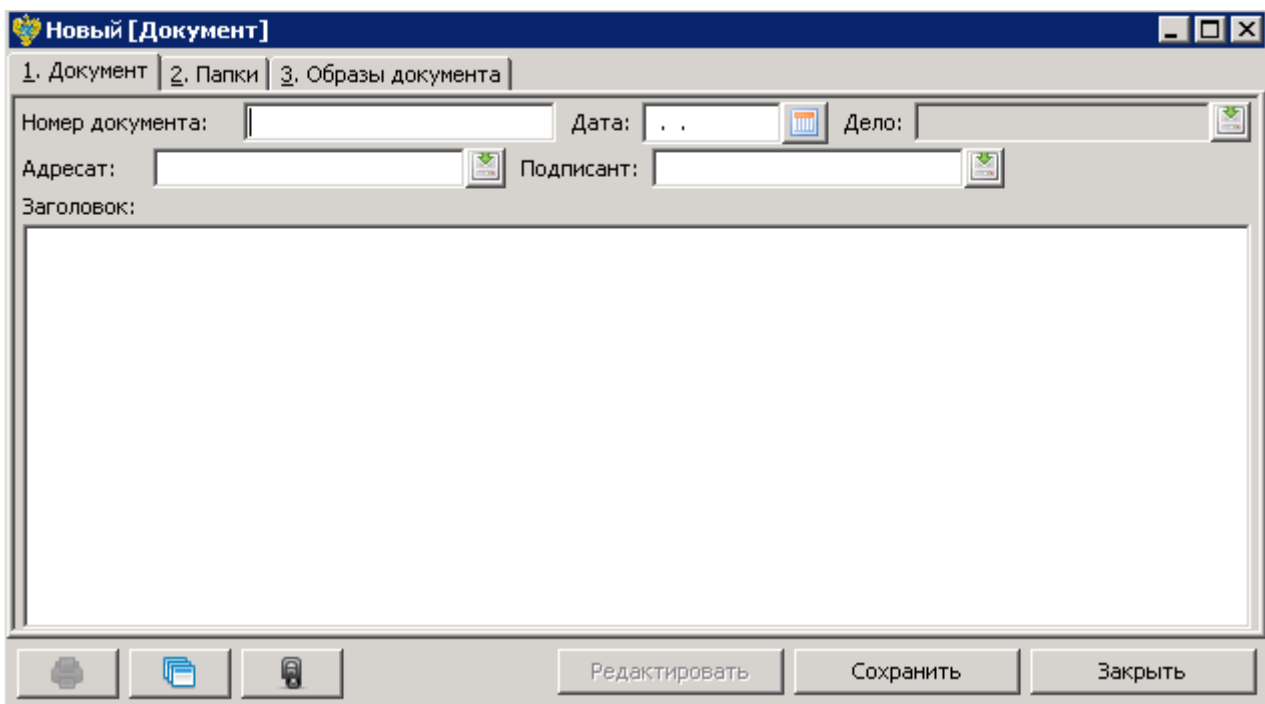 Новый [Документ]
1. Документ 2. Папки 3. Образы документа
Номер документа: Дата: . . Дело:
Адресат: Подписант:
Заголовок:
Редактировать Сохранить Закрыть